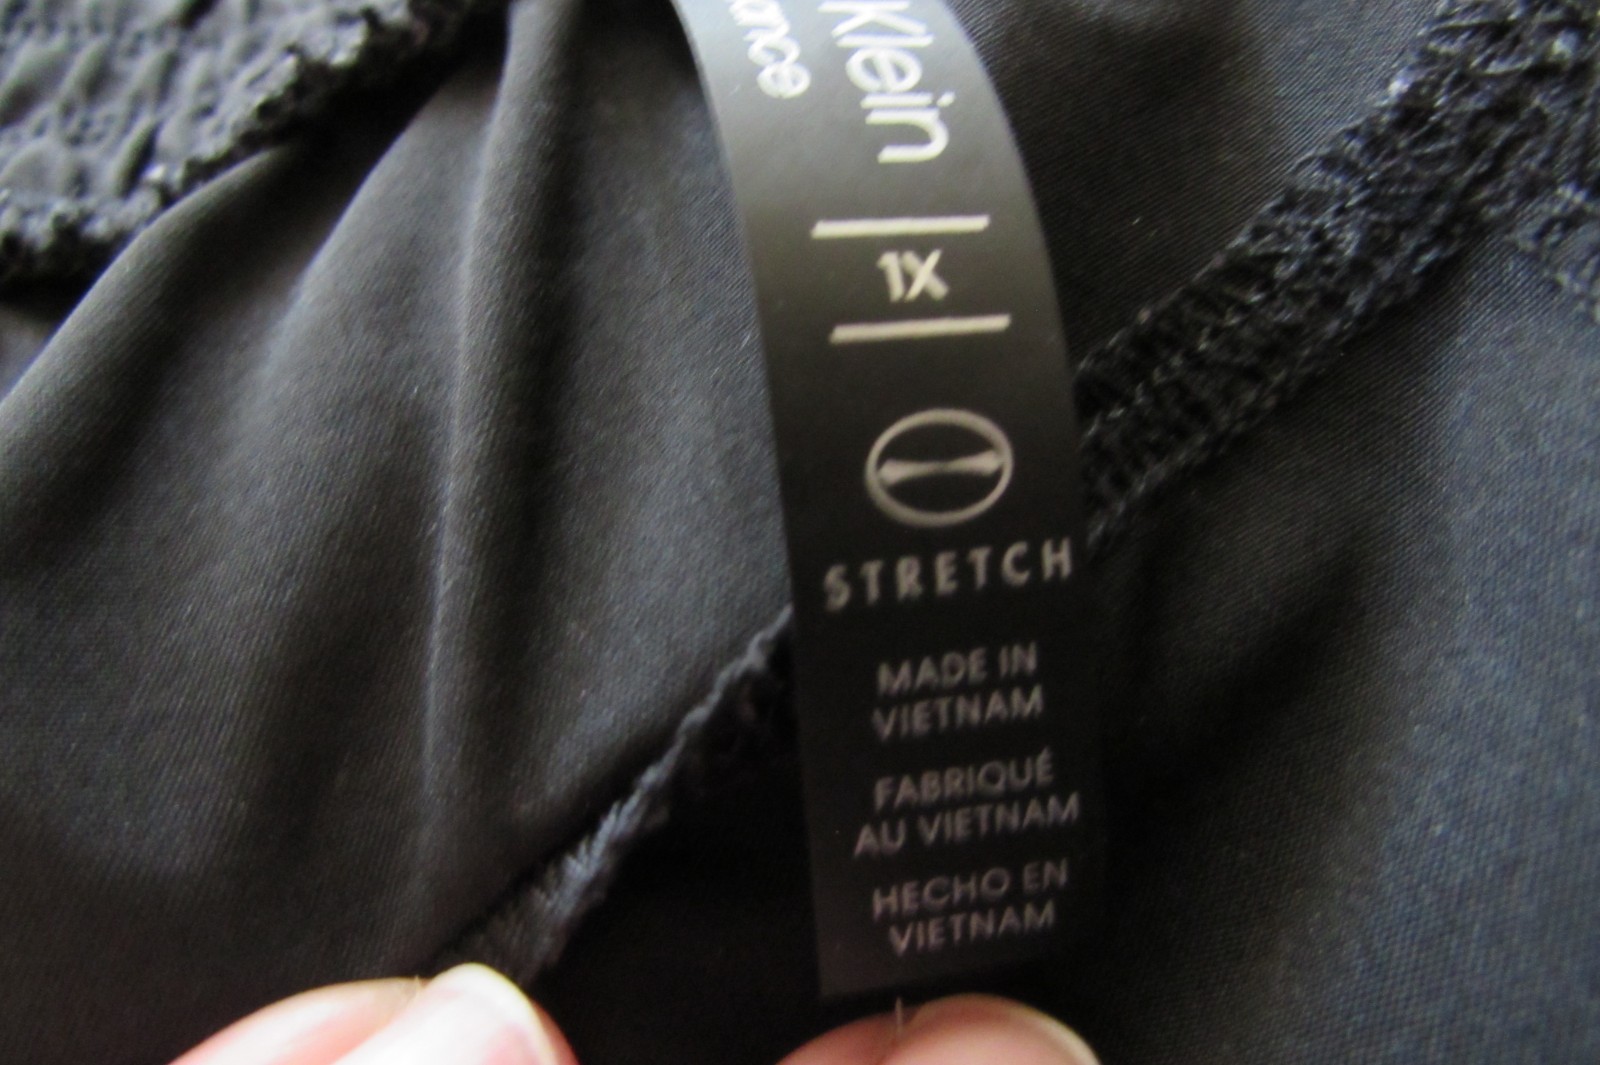 Klein
1X
STRETCH
MADE IN
VIETNAM
FABRIQUÉ
AU VIETNAM
HECHO EN
VIETNAM